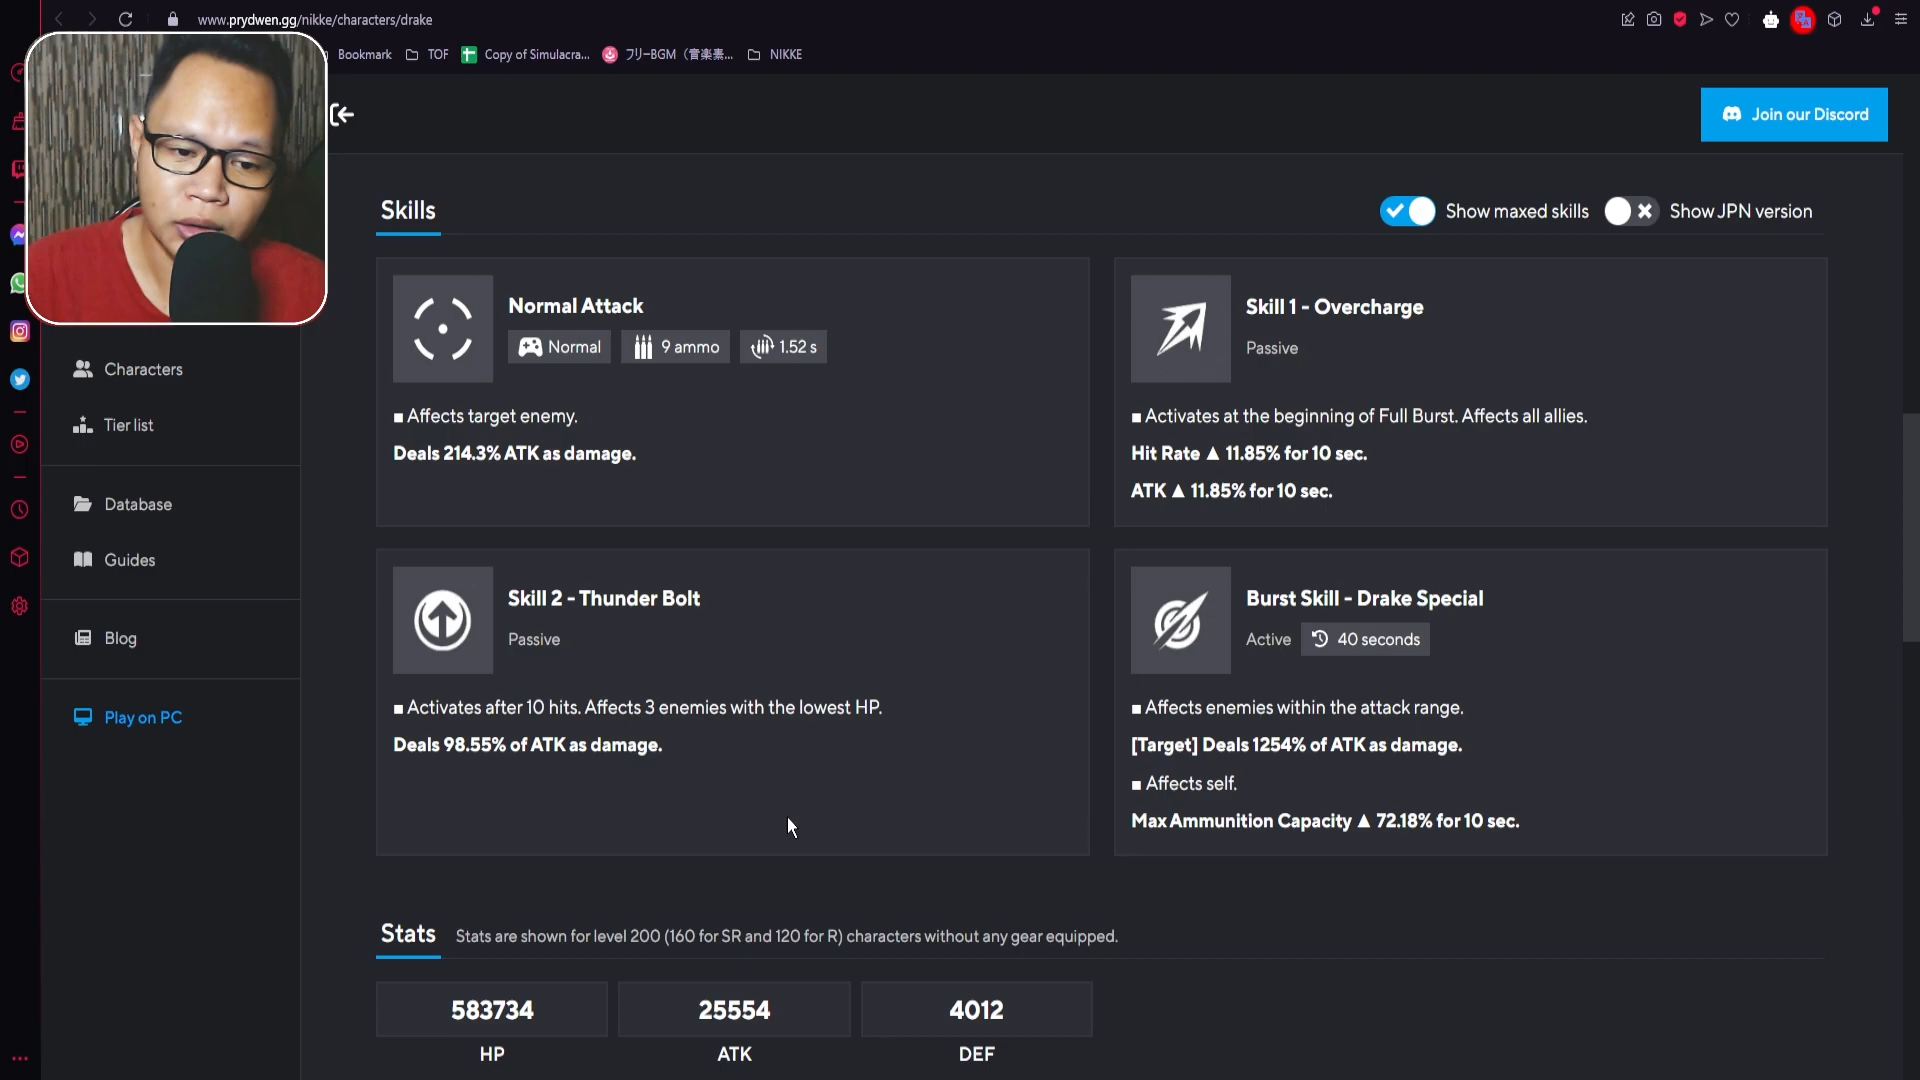 www.prydwen.gg/nikke/characters/drake
Bookmark TOF Copy of Simulacra... フリーBGM（音楽素... NIKKE
Join our Discord
Skills
Show maxed skills Show JPN version
Normal Attack
Normal 9 ammo 1.52 s
■ Affects target enemy.
Deals 214.3% ATK as damage.
Skill 1 - Overcharge
Passive
■ Activates at the beginning of Full Burst. Affects all allies.
Hit Rate ▲ 11.85% for 10 sec.
ATK ▲ 11.85% for 10 sec.
Characters
Tier list
Database
Guides
Blog
Play on PC
Skill 2 - Thunder Bolt
Passive
■ Activates after 10 hits. Affects 3 enemies with the lowest HP.
Deals 98.55% of ATK as damage.
Burst Skill - Drake Special
Active 40 seconds
■ Affects enemies within the attack range.
[Target] Deals 1254% of ATK as damage.
■ Affects self.
Max Ammunition Capacity ▲ 72.18% for 10 sec.
Stats Stats are shown for level 200 (160 for SR and 120 for R) characters without any gear equipped.
583734 25554 4012
HP ATK DEF